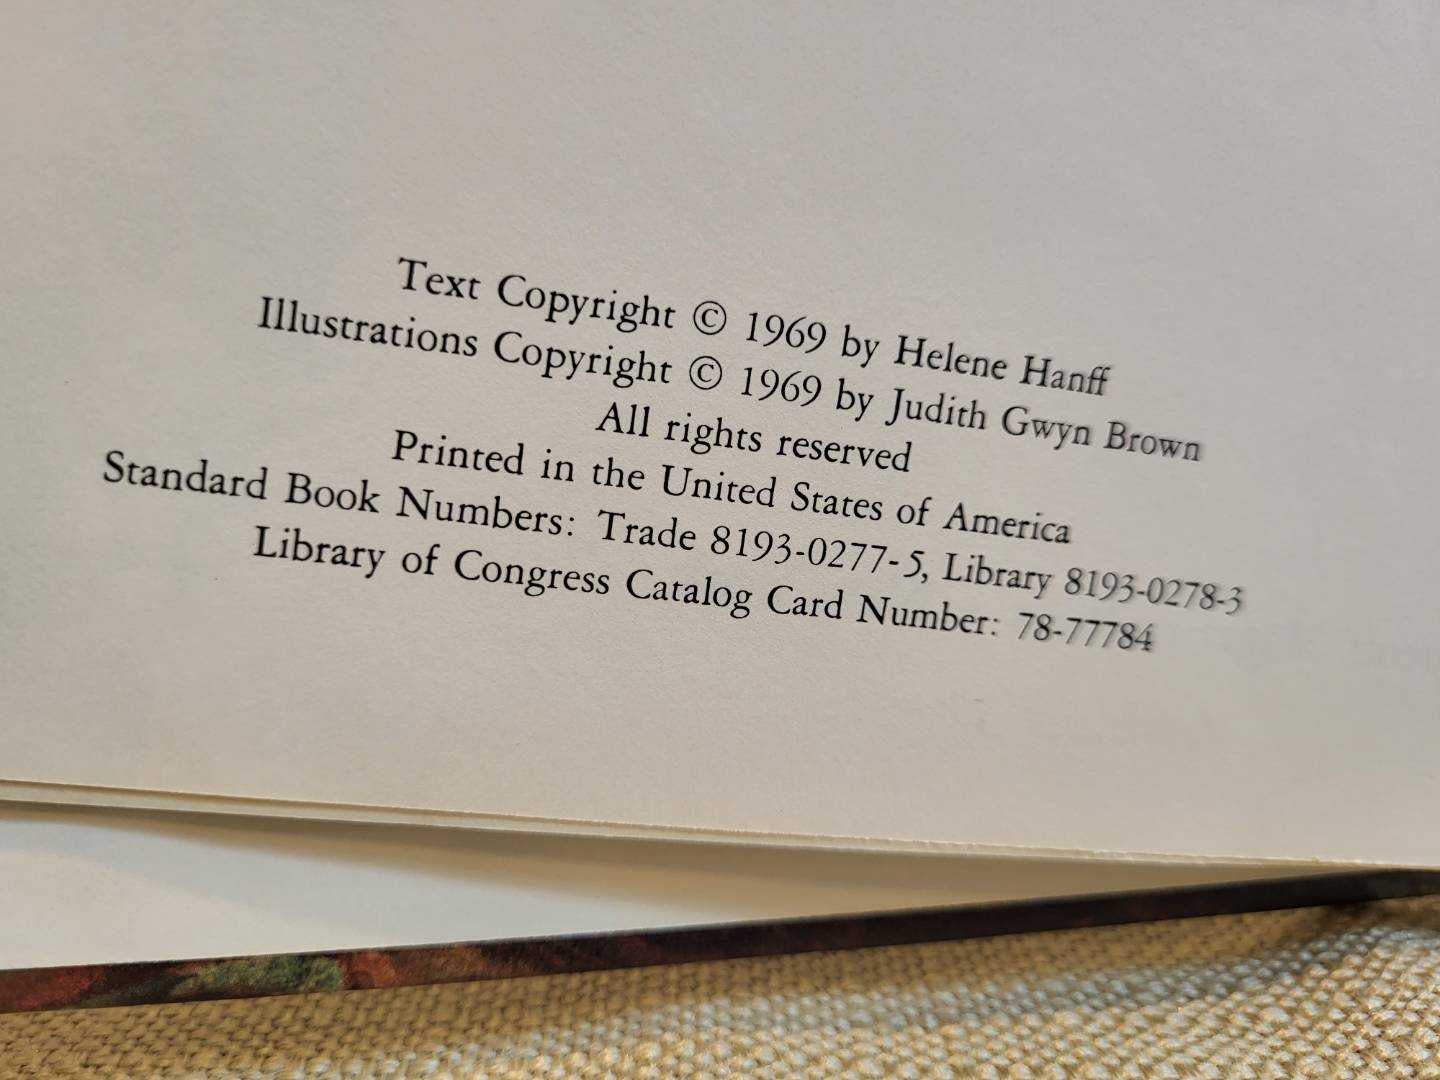 Text Copyright © 1969 by Helene Hanff
Illustrations Copyright © 1969 by Judith Gwyn Brown
All rights reserved
Printed in the United States of America
Standard Book Numbers: Trade 8193-0277-5, Library 8193-0278-3
Library of Congress Catalog Card Number: 78-77784